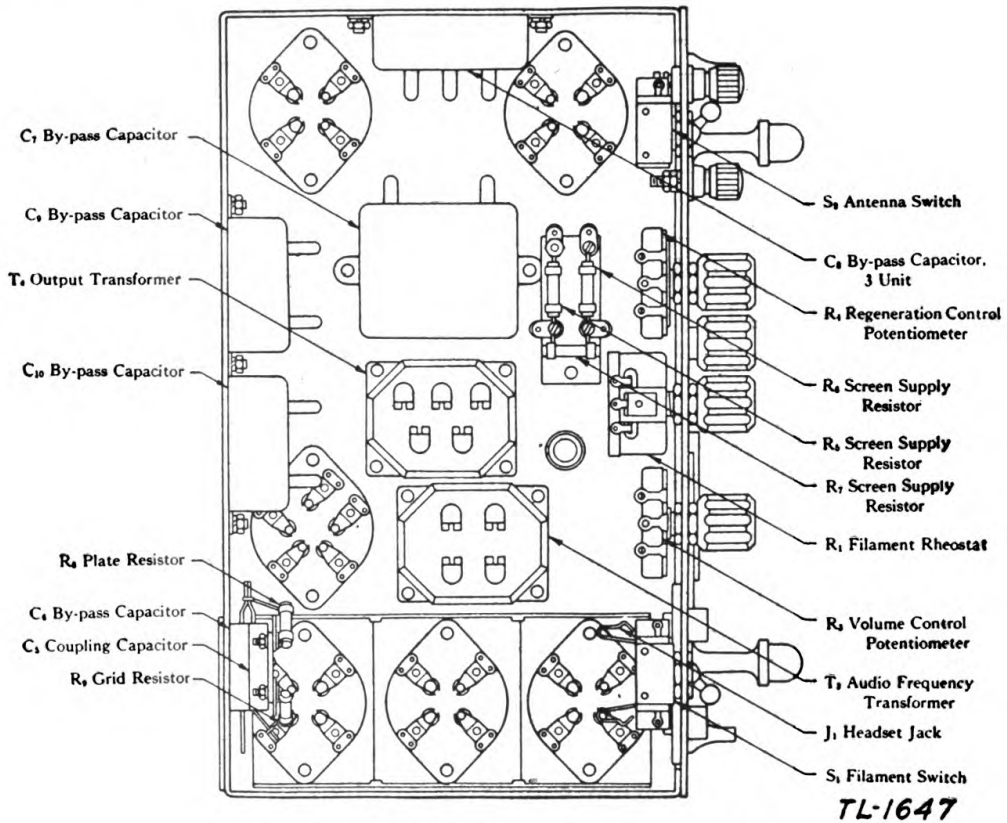 C₇ By-pass Capacitor
C₉ By-pass Capacitor
T₄ Output Transformer
C₁₀ By-pass Capacitor
R₈ Plate Resistor
C₆ By-pass Capacitor
C₅ Coupling Capacitor
R₉ Grid Resistor
S₂ Antenna Switch
C₈ By-pass Capacitor,
3 Unit
R₄ Regeneration Control
Potentiometer
R₆ Screen Supply
Resistor
R₅ Screen Supply
Resistor
R₇ Screen Supply
Resistor
R₁ Filament Rheostat
R₃ Volume Control
Potentiometer
T₃ Audio Frequency
Transformer
J₁ Headset Jack
S₁ Filament Switch
TL-1647